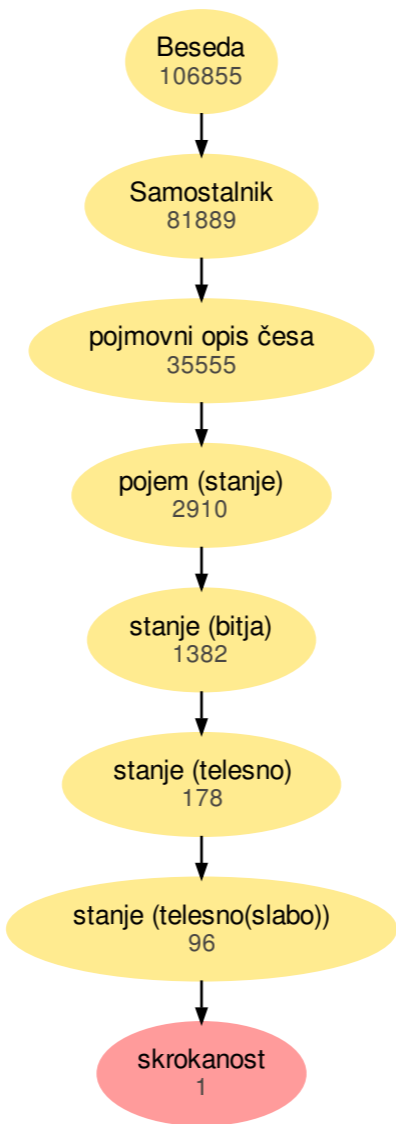 Beseda
106855
Samostalnik
81889
pojmovni opis česa
35555
pojem (stanje)
2910
stanje (bitja)
1382
stanje (telesno)
178
stanje (telesno(slabo))
96
skrokanost
1